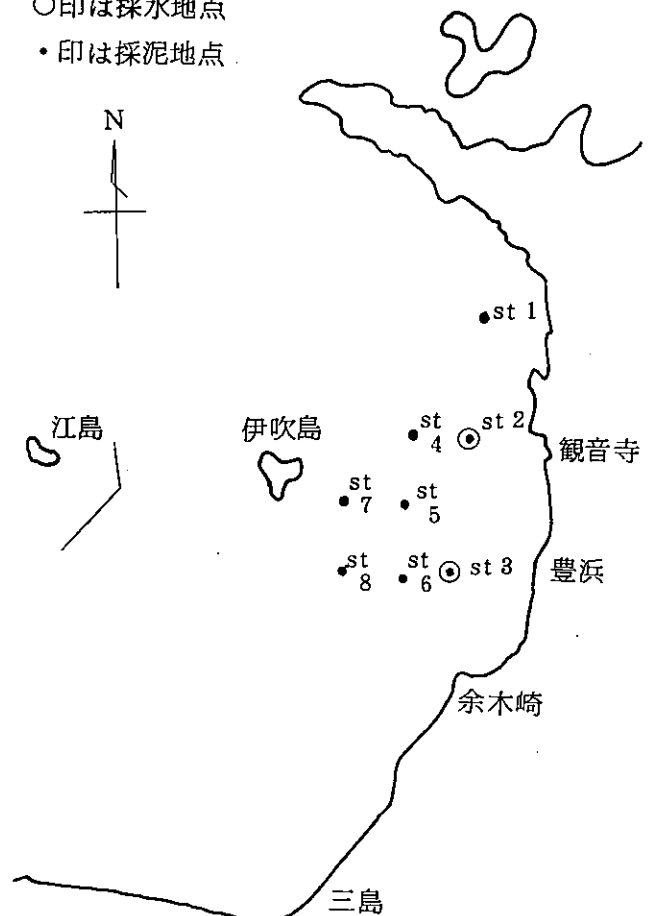 ○印は採水地点
•印は採泥地点
N
st 1
江島
伊吹島
st 4
st 2
観音寺
st 7
st 5
st 8
st 6
st 3
豊浜
余木崎
三島